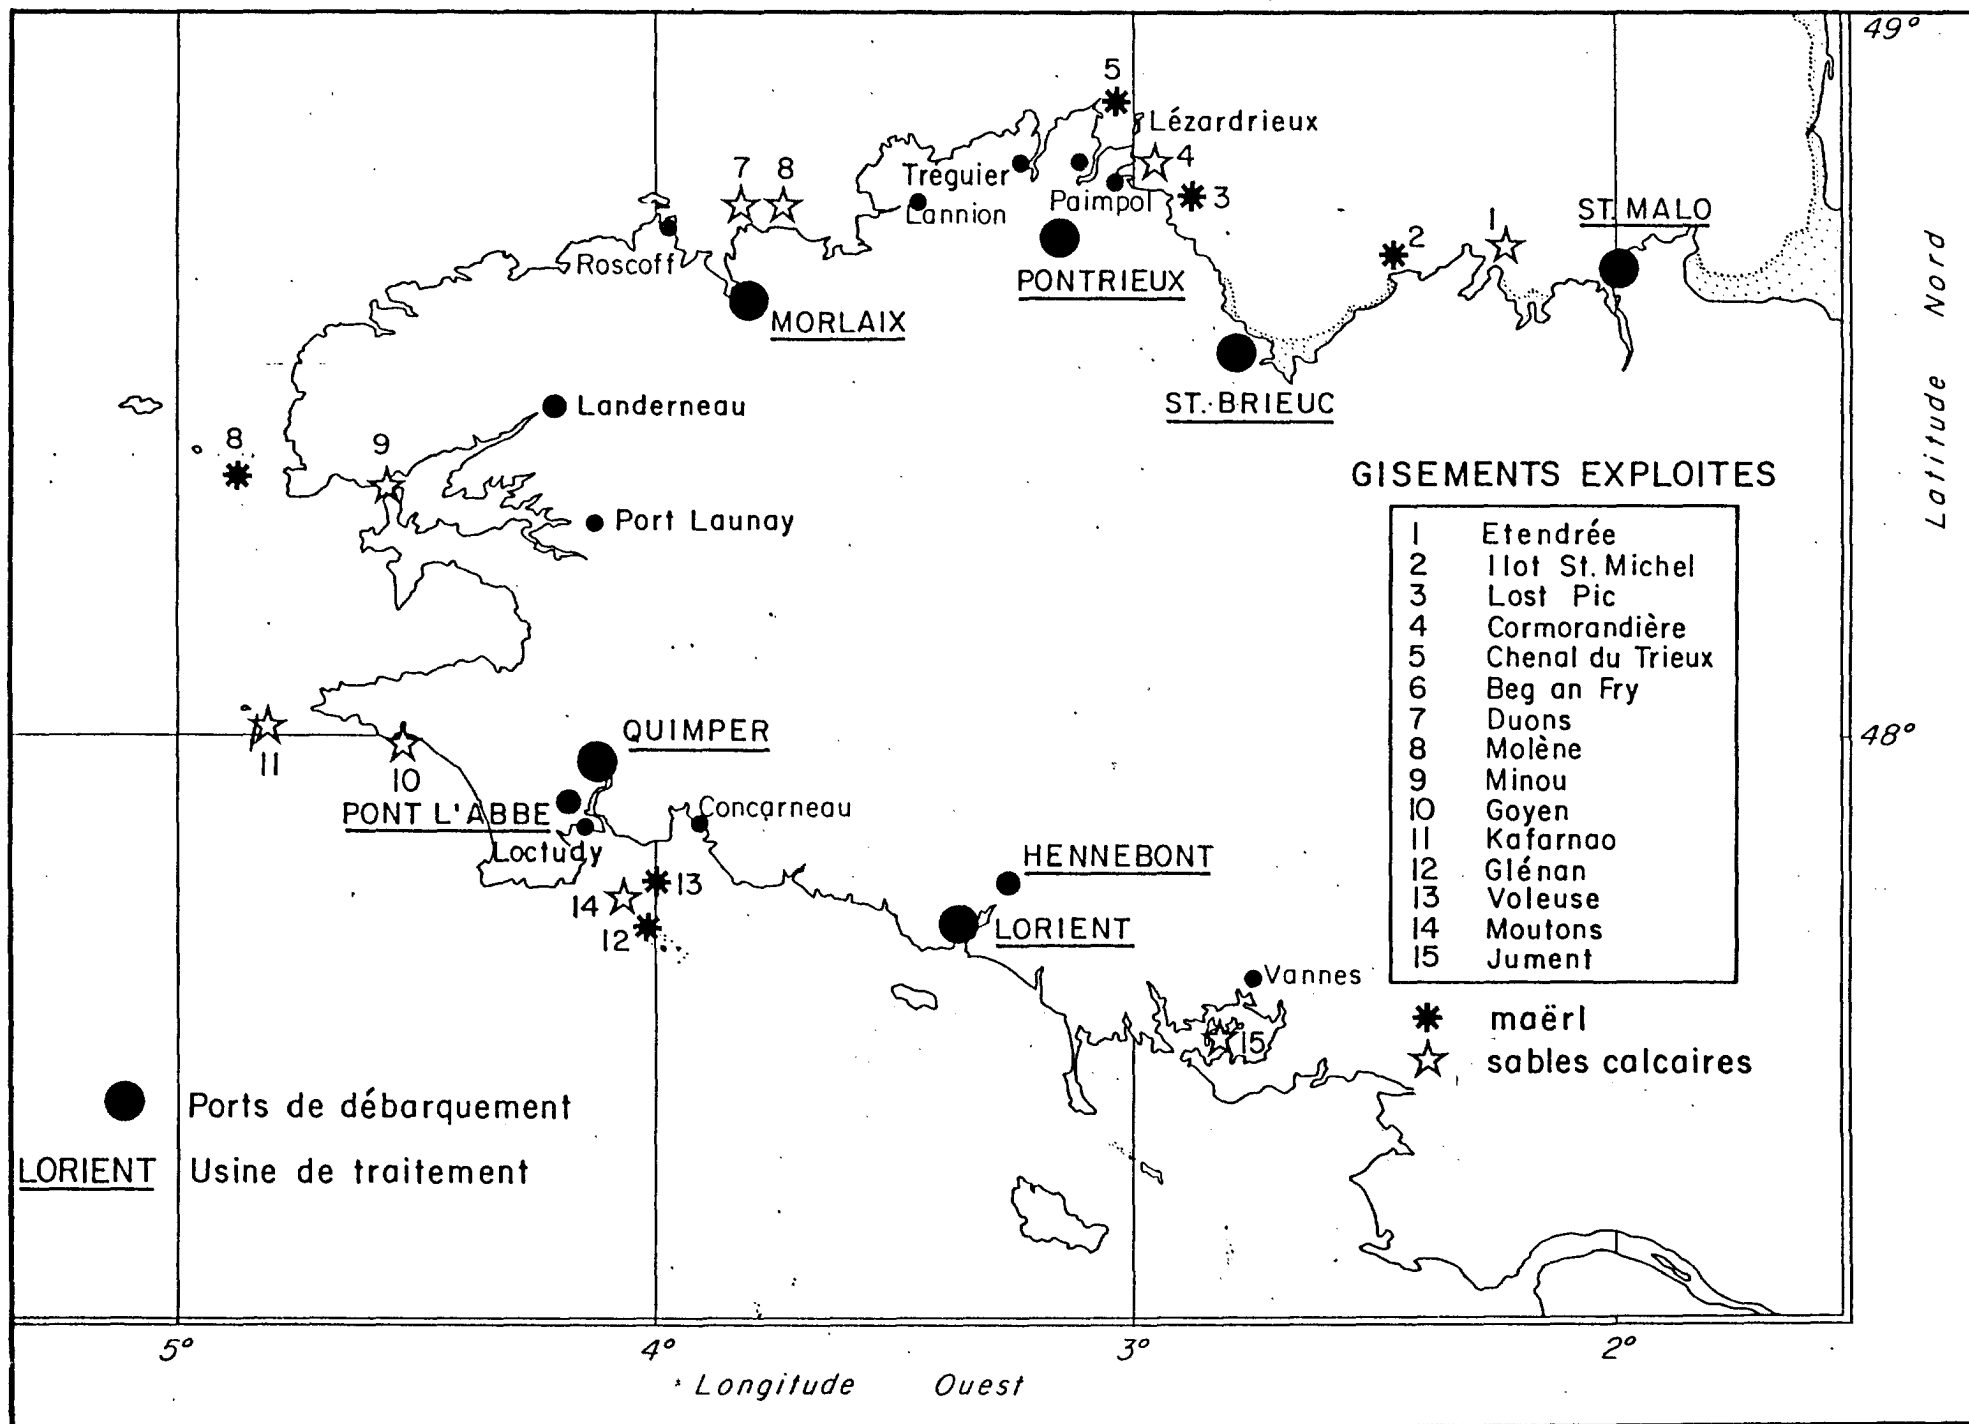 49°
5
Lézardrieux
4
7 8
Tréguier
3
Lannion
Paimpol
1
ST. MALO
2
Roscoff
PONTRIEUX
MORLAIX
Latitude Nord
ST. BRIEUC
Landerneau
8
9
Port Launay
GISEMENTS EXPLOITES
1 Etendrée
2 Ilot St. Michel
3 Lost Pic
4 Cormorandière
5 Chenal du Trieux
6 Beg an Fry
7 Duons
8 Molène
9 Minou
10 Goyen
11 Kafarnao
12 Glénan
13 Voleuse
14 Moutons
15 Jument
maërl
sables calcaires
48°
QUIMPER
11
10
PONT L'ABBE
Concarneau
Loctudy
13
14
12
HENNEBONT
LORIENT
Vannes
15
Ports de débarquement
LORIENT Usine de traitement
5° 4° 3° 2°
Longitude Ouest